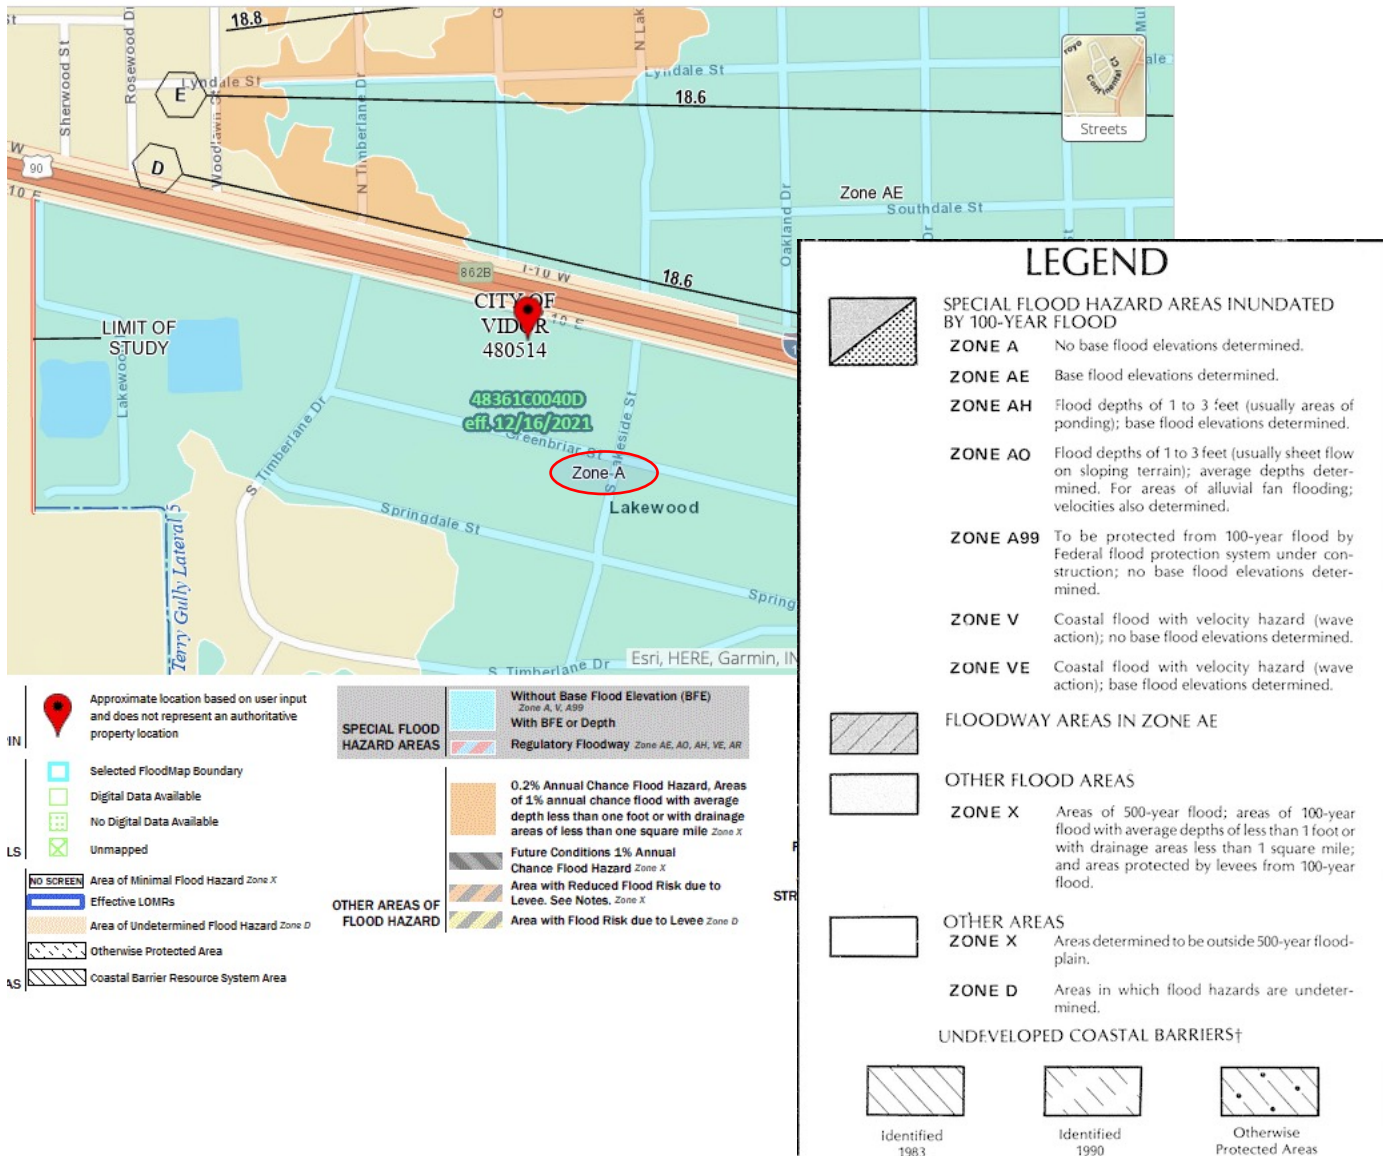 18.8
Sherwood St
Rosewood Di
Woodlawn St
N Timberlane Dr
G
N Lak
Mul
Lyndale St
Lyndale St
ale
E
18.6
royo
Continental Ct
Streets
W
90
10 E
D
Zone AE
Southdale St
Oakland Dr
Dr
St
862B
I-10 W
18.6
CITY OF
VIDOR
480514
10 E
1
LIMIT OF
STUDY
Lakewood
48361C0040D
eff. 12/16/2021
S Timberlane Dr
Greenbriar St
S Lakeside St
Zone A
Lakewood
Springdale St
Spring
Terry Gully Lateral 5
S Timberlane Dr
Esri, HERE, Garmin, IN
PIN
Approximate location based on user input
and does not represent an authoritative
property location
Selected FloodMap Boundary
Digital Data Available
No Digital Data Available
Unmapped
LS
NO SCREEN Area of Minimal Flood Hazard Zone X
Effective LOMRs
Area of Undetermined Flood Hazard Zone D
Otherwise Protected Area
Coastal Barrier Resource System Area
AS
SPECIAL FLOOD
HAZARD AREAS
Without Base Flood Elevation (BFE)
Zone A, V, A99
With BFE or Depth
Regulatory Floodway Zone AE, AO, AH, VE, AR
0.2% Annual Chance Flood Hazard, Areas
of 1% annual chance flood with average
depth less than one foot or with drainage
areas of less than one square mile Zone X
Future Conditions 1% Annual
Chance Flood Hazard Zone X
Area with Reduced Flood Risk due to
Levee. See Notes. Zone X
Area with Flood Risk due to Levee Zone D
OTHER AREAS OF
FLOOD HAZARD
F
STR
LEGEND
SPECIAL FLOOD HAZARD AREAS INUNDATED
BY 100-YEAR FLOOD
ZONE A No base flood elevations determined.
ZONE AE Base flood elevations determined.
ZONE AH Flood depths of 1 to 3 feet (usually areas of
ponding); base flood elevations determined.
ZONE AO Flood depths of 1 to 3 feet (usually sheet flow
on sloping terrain); average depths deter-
mined. For areas of alluvial fan flooding;
velocities also determined.
ZONE A99 To be protected from 100-year flood by
Federal flood protection system under con-
struction; no base flood elevations deter-
mined.
ZONE V Coastal flood with velocity hazard (wave
action); no base flood elevations determined.
ZONE VE Coastal flood with velocity hazard (wave
action); base flood elevations determined.
FLOODWAY AREAS IN ZONE AE
OTHER FLOOD AREAS
ZONE X Areas of 500-year flood; areas of 100-year
flood with average depths of less than 1 foot or
with drainage areas less than 1 square mile;
and areas protected by levees from 100-year
flood.
OTHER AREAS
ZONE X Areas determined to be outside 500-year flood-
plain.
ZONE D Areas in which flood hazards are undeter-
mined.
UNDEVELOPED COASTAL BARRIERS†
Identified
1983
Identified
1990
Otherwise
Protected Areas